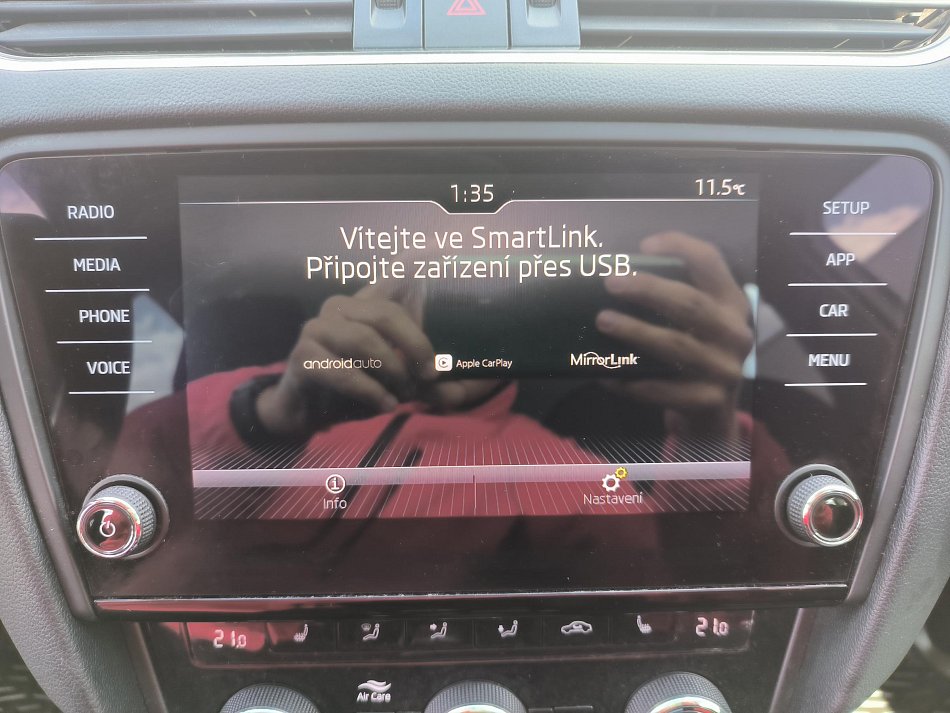 1:35
11.5°C
RADIO
MEDIA
PHONE
VOICE
Vítejte ve SmartLink.
Připojte zařízení přes USB.
androidauto
Apple CarPlay
MirrorLink
Info
Nastavení
SETUP
APP
CAR
MENU
21.0
21.0
Air Care